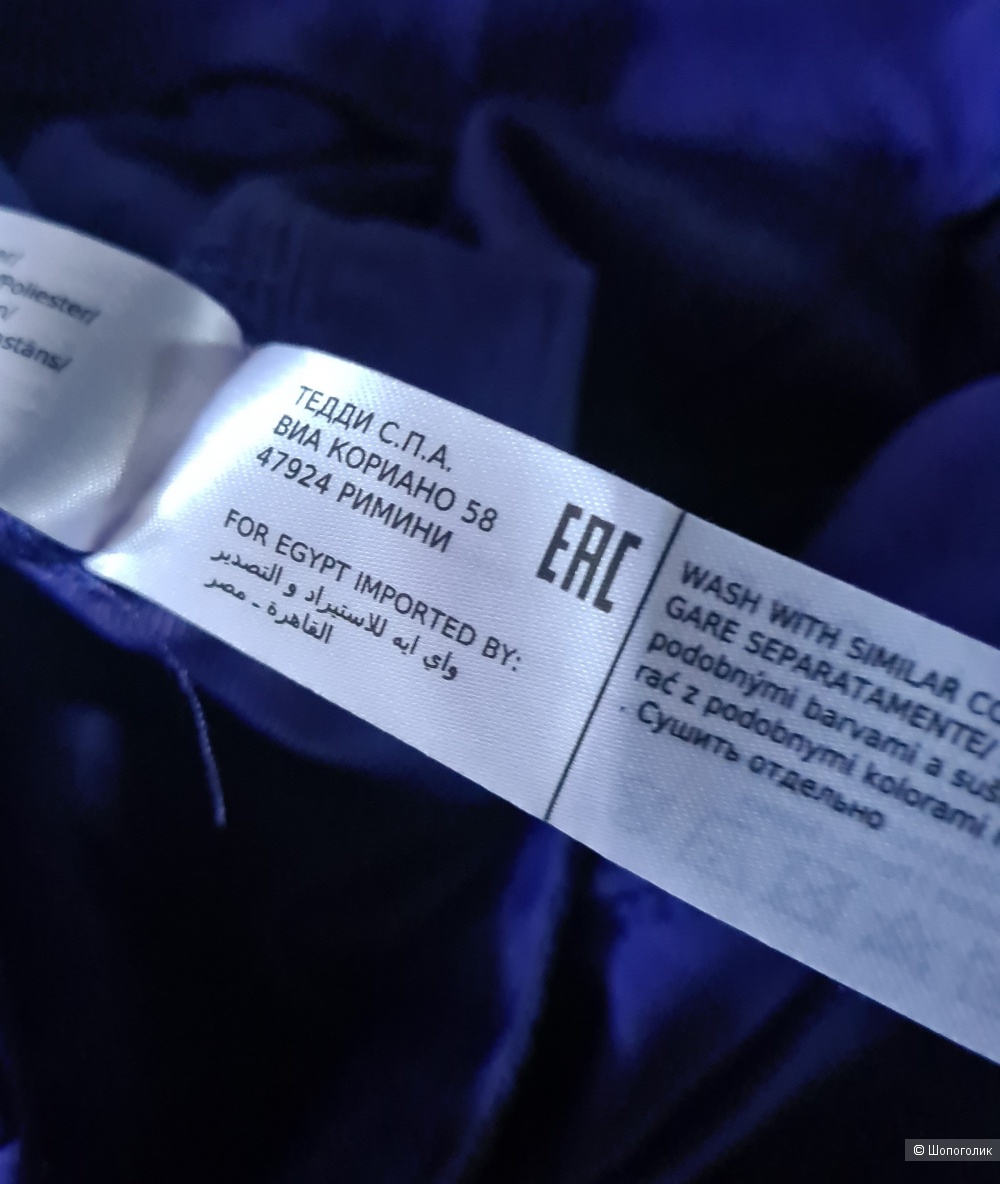 Poliester/
ТЕДДИ С.П.А.
ВИА КОРИАНО 58
47924 РИМИНИ
FOR EGYPT IMPORTED BY:
واي ايه للاستيراد و التصدير
القاهرة - مصر
EAC
WASH WITH SIMILAR
GARE SEPARATAMENTE/
podobnými barvami a
rać z podobnymi kolorami
. Сушить отдельно
© Шопоголик